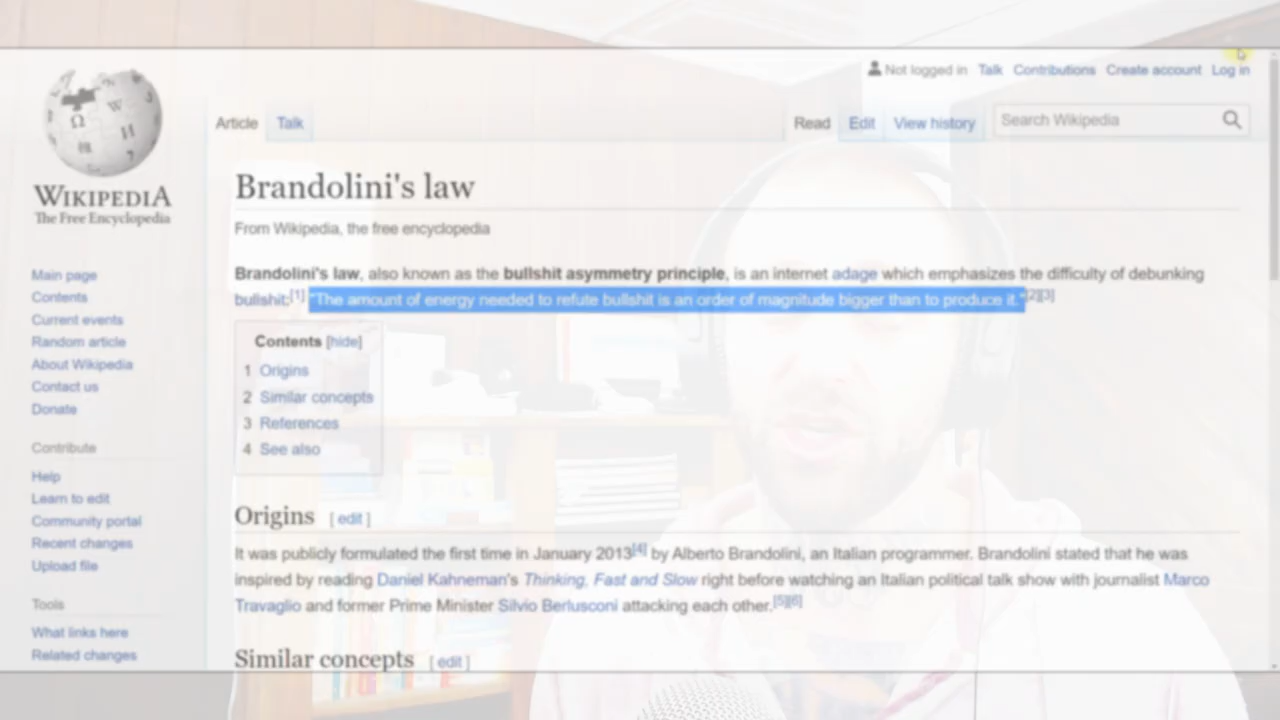 Not logged in Talk Contributions Create account Log in
Article Talk Read Edit View history Search Wikipedia
WIKIPEDIA
The Free Encyclopedia
Brandolini's law
From Wikipedia, the free encyclopedia
Brandolini's law, also known as the bullshit asymmetry principle, is an internet adage which emphasizes the difficulty of debunking
bullshit:[1] "The amount of energy needed to refute bullshit is an order of magnitude bigger than to produce it."[2][3]
Main page
Contents
Current events
Random article
About Wikipedia
Contact us
Donate
Contribute
Help
Learn to edit
Community portal
Recent changes
Upload file
Tools
What links here
Related changes
Contents [hide]
1 Origins
2 Similar concepts
3 References
4 See also
Origins [ edit ]
It was publicly formulated the first time in January 2013[4] by Alberto Brandolini, an Italian programmer. Brandolini stated that he was
inspired by reading Daniel Kahneman's Thinking, Fast and Slow right before watching an Italian political talk show with journalist Marco
Travaglio and former Prime Minister Silvio Berlusconi attacking each other.[5][6]
Similar concepts [ edit ]